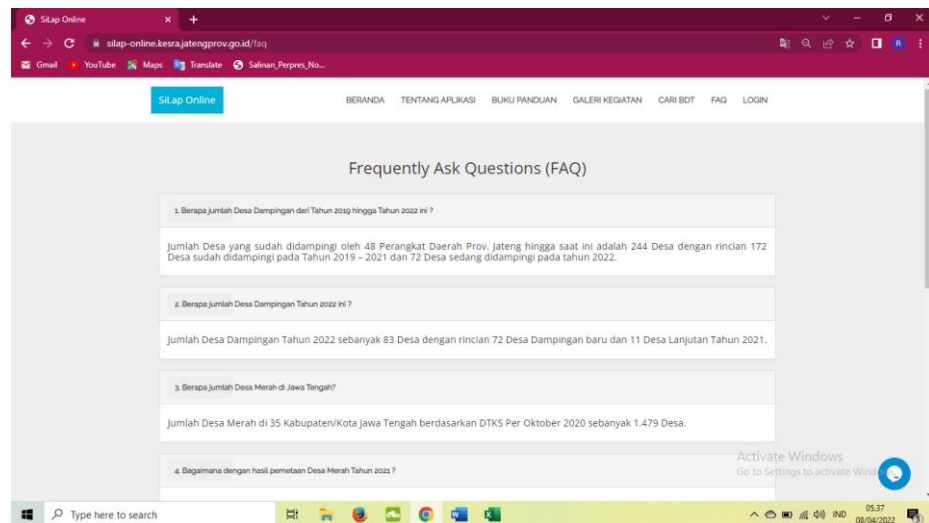 SiLap Online
silap-online.kesra.jatengprov.go.id/faq
Gmail YouTube Maps Translate Salinan_Perpres_No...
SiLap Online BERANDA TENTANG APLIKASI BUKU PANDUAN GALERI KEGIATAN CARI BDT FAQ LOGIN
Frequently Ask Questions (FAQ)
1. Berapa jumlah Desa Dampingan dari Tahun 2019 hingga Tahun 2022 ini ?
Jumlah Desa yang sudah didampingi oleh 48 Perangkat Daerah Prov. Jateng hingga saat ini adalah 244 Desa dengan rincian 172
Desa sudah didampingi pada Tahun 2019 – 2021 dan 72 Desa sedang didampingi pada tahun 2022.
2. Berapa jumlah Desa Dampingan Tahun 2022 ini ?
Jumlah Desa Dampingan Tahun 2022 sebanyak 83 Desa dengan rincian 72 Desa Dampingan baru dan 11 Desa Lanjutan Tahun 2021.
3. Berapa jumlah Desa Merah di Jawa Tengah?
Jumlah Desa Merah di 35 Kabupaten/Kota Jawa Tengah berdasarkan DTKS Per Oktober 2020 sebanyak 1.479 Desa.
4. Bagaimana dengan hasil pemetaan Desa Merah Tahun 2021 ?
Activate Windows
Go to Settings to activate Wind
Type here to search
IND
05.37
08/04/2022